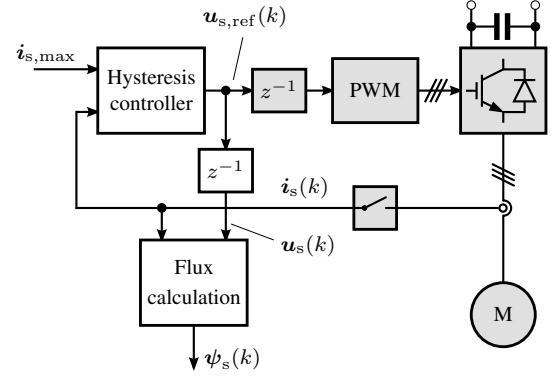 u_s,ref(k)
i_s,max
Hysteresis
controller
z⁻¹
PWM
z⁻¹
i_s(k)
u_s(k)
Flux
calculation
M
ψ_s(k)